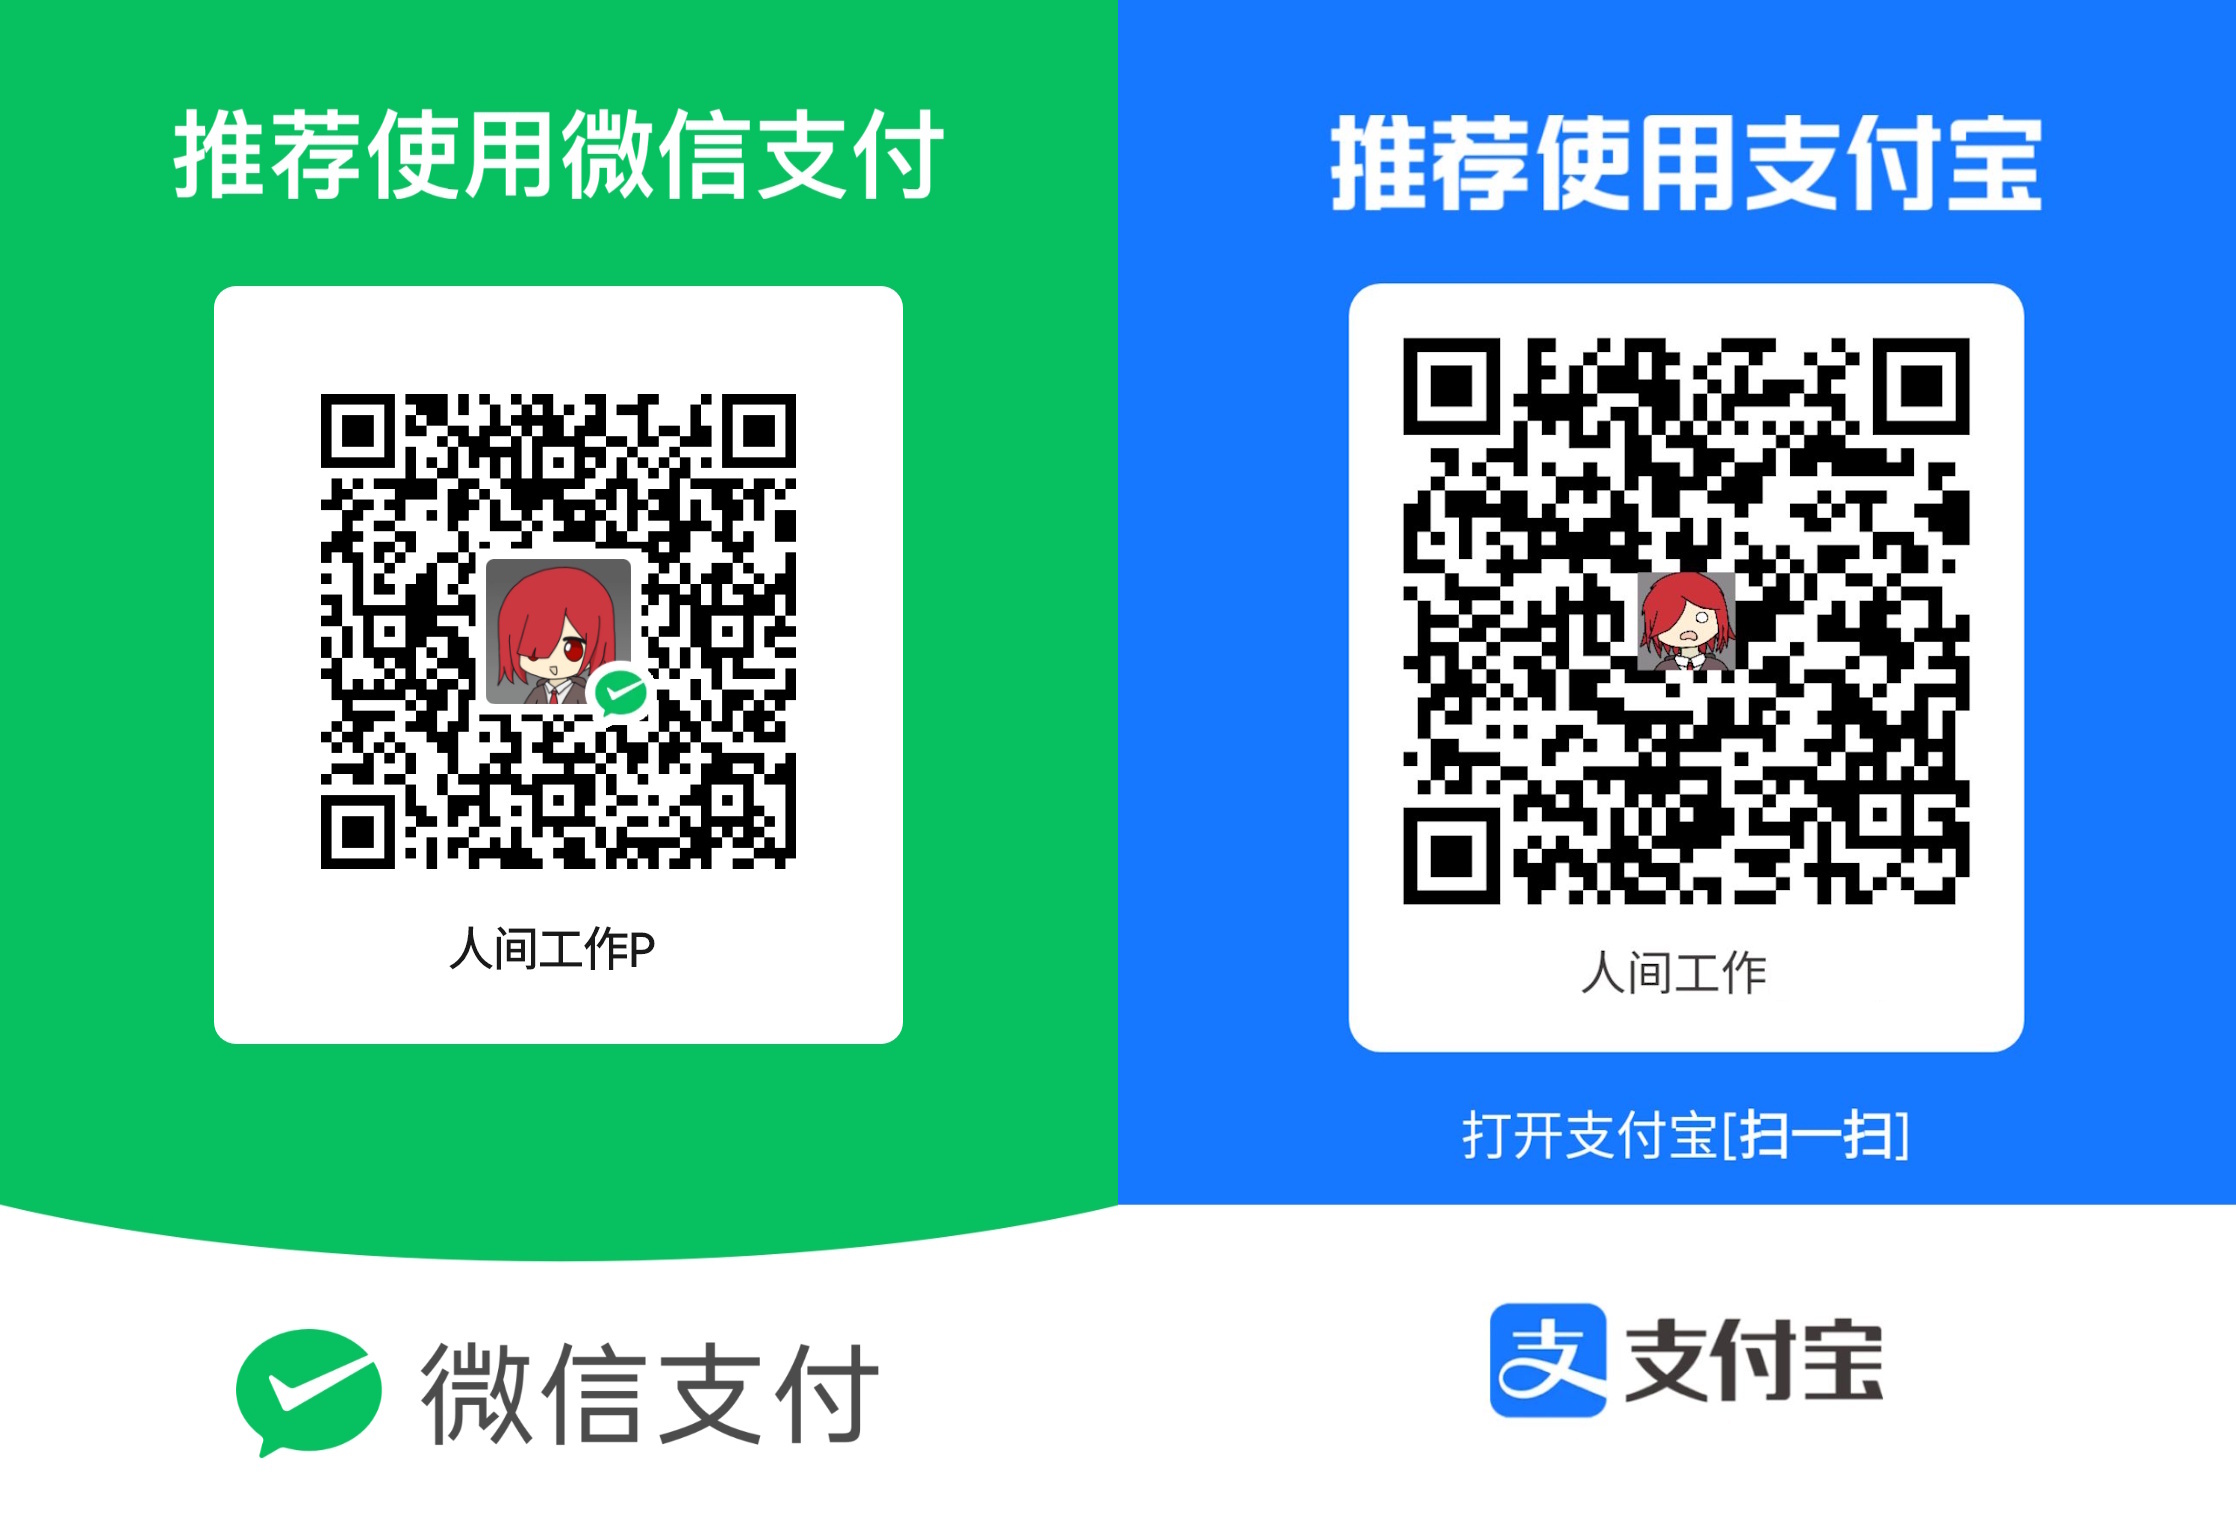 推荐使用微信支付
人间工作P
微信支付
推荐使用支付宝
人间工作
打开支付宝[扫一扫]
支 支付宝